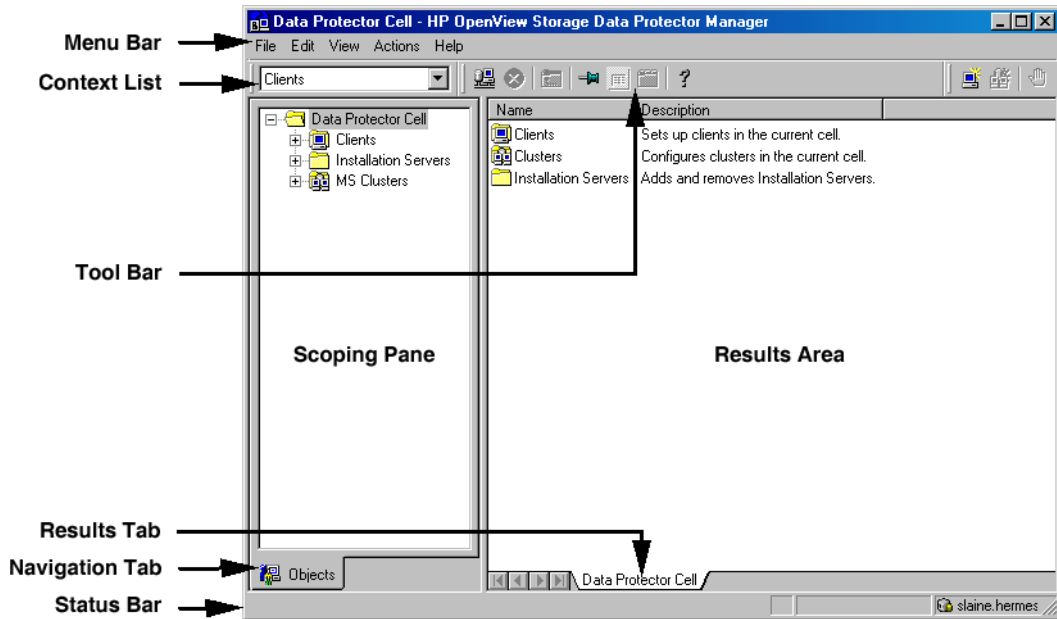 Data Protector Cell - HP OpenView Storage Data Protector Manager
Menu Bar
File Edit View Actions Help
Context List
Clients
?
Name Description
Data Protector Cell
Clients
Installation Servers
MS Clusters
Clients Sets up clients in the current cell.
Clusters Configures clusters in the current cell.
Installation Servers Adds and removes Installation Servers.
Tool Bar
Scoping Pane
Results Area
Results Tab
Navigation Tab
Objects
Data Protector Cell
Status Bar
slaine.hermes